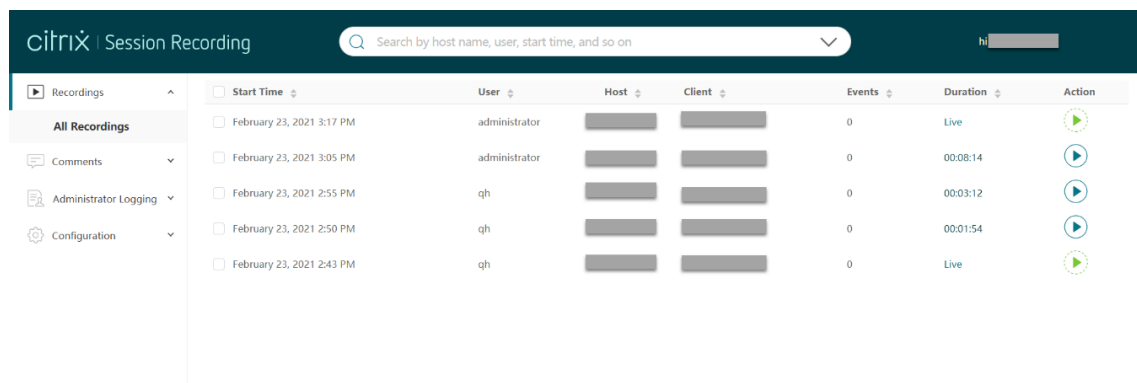 citrix | Session Recording
Search by host name, user, start time, and so on
hi
Recordings
All Recordings
Comments
Administrator Logging
Configuration
Start Time User Host Client Events Duration Action
February 23, 2021 3:17 PM administrator 0 Live
February 23, 2021 3:05 PM administrator 0 00:08:14
February 23, 2021 2:55 PM qh 0 00:03:12
February 23, 2021 2:50 PM qh 0 00:01:54
February 23, 2021 2:43 PM qh 0 Live